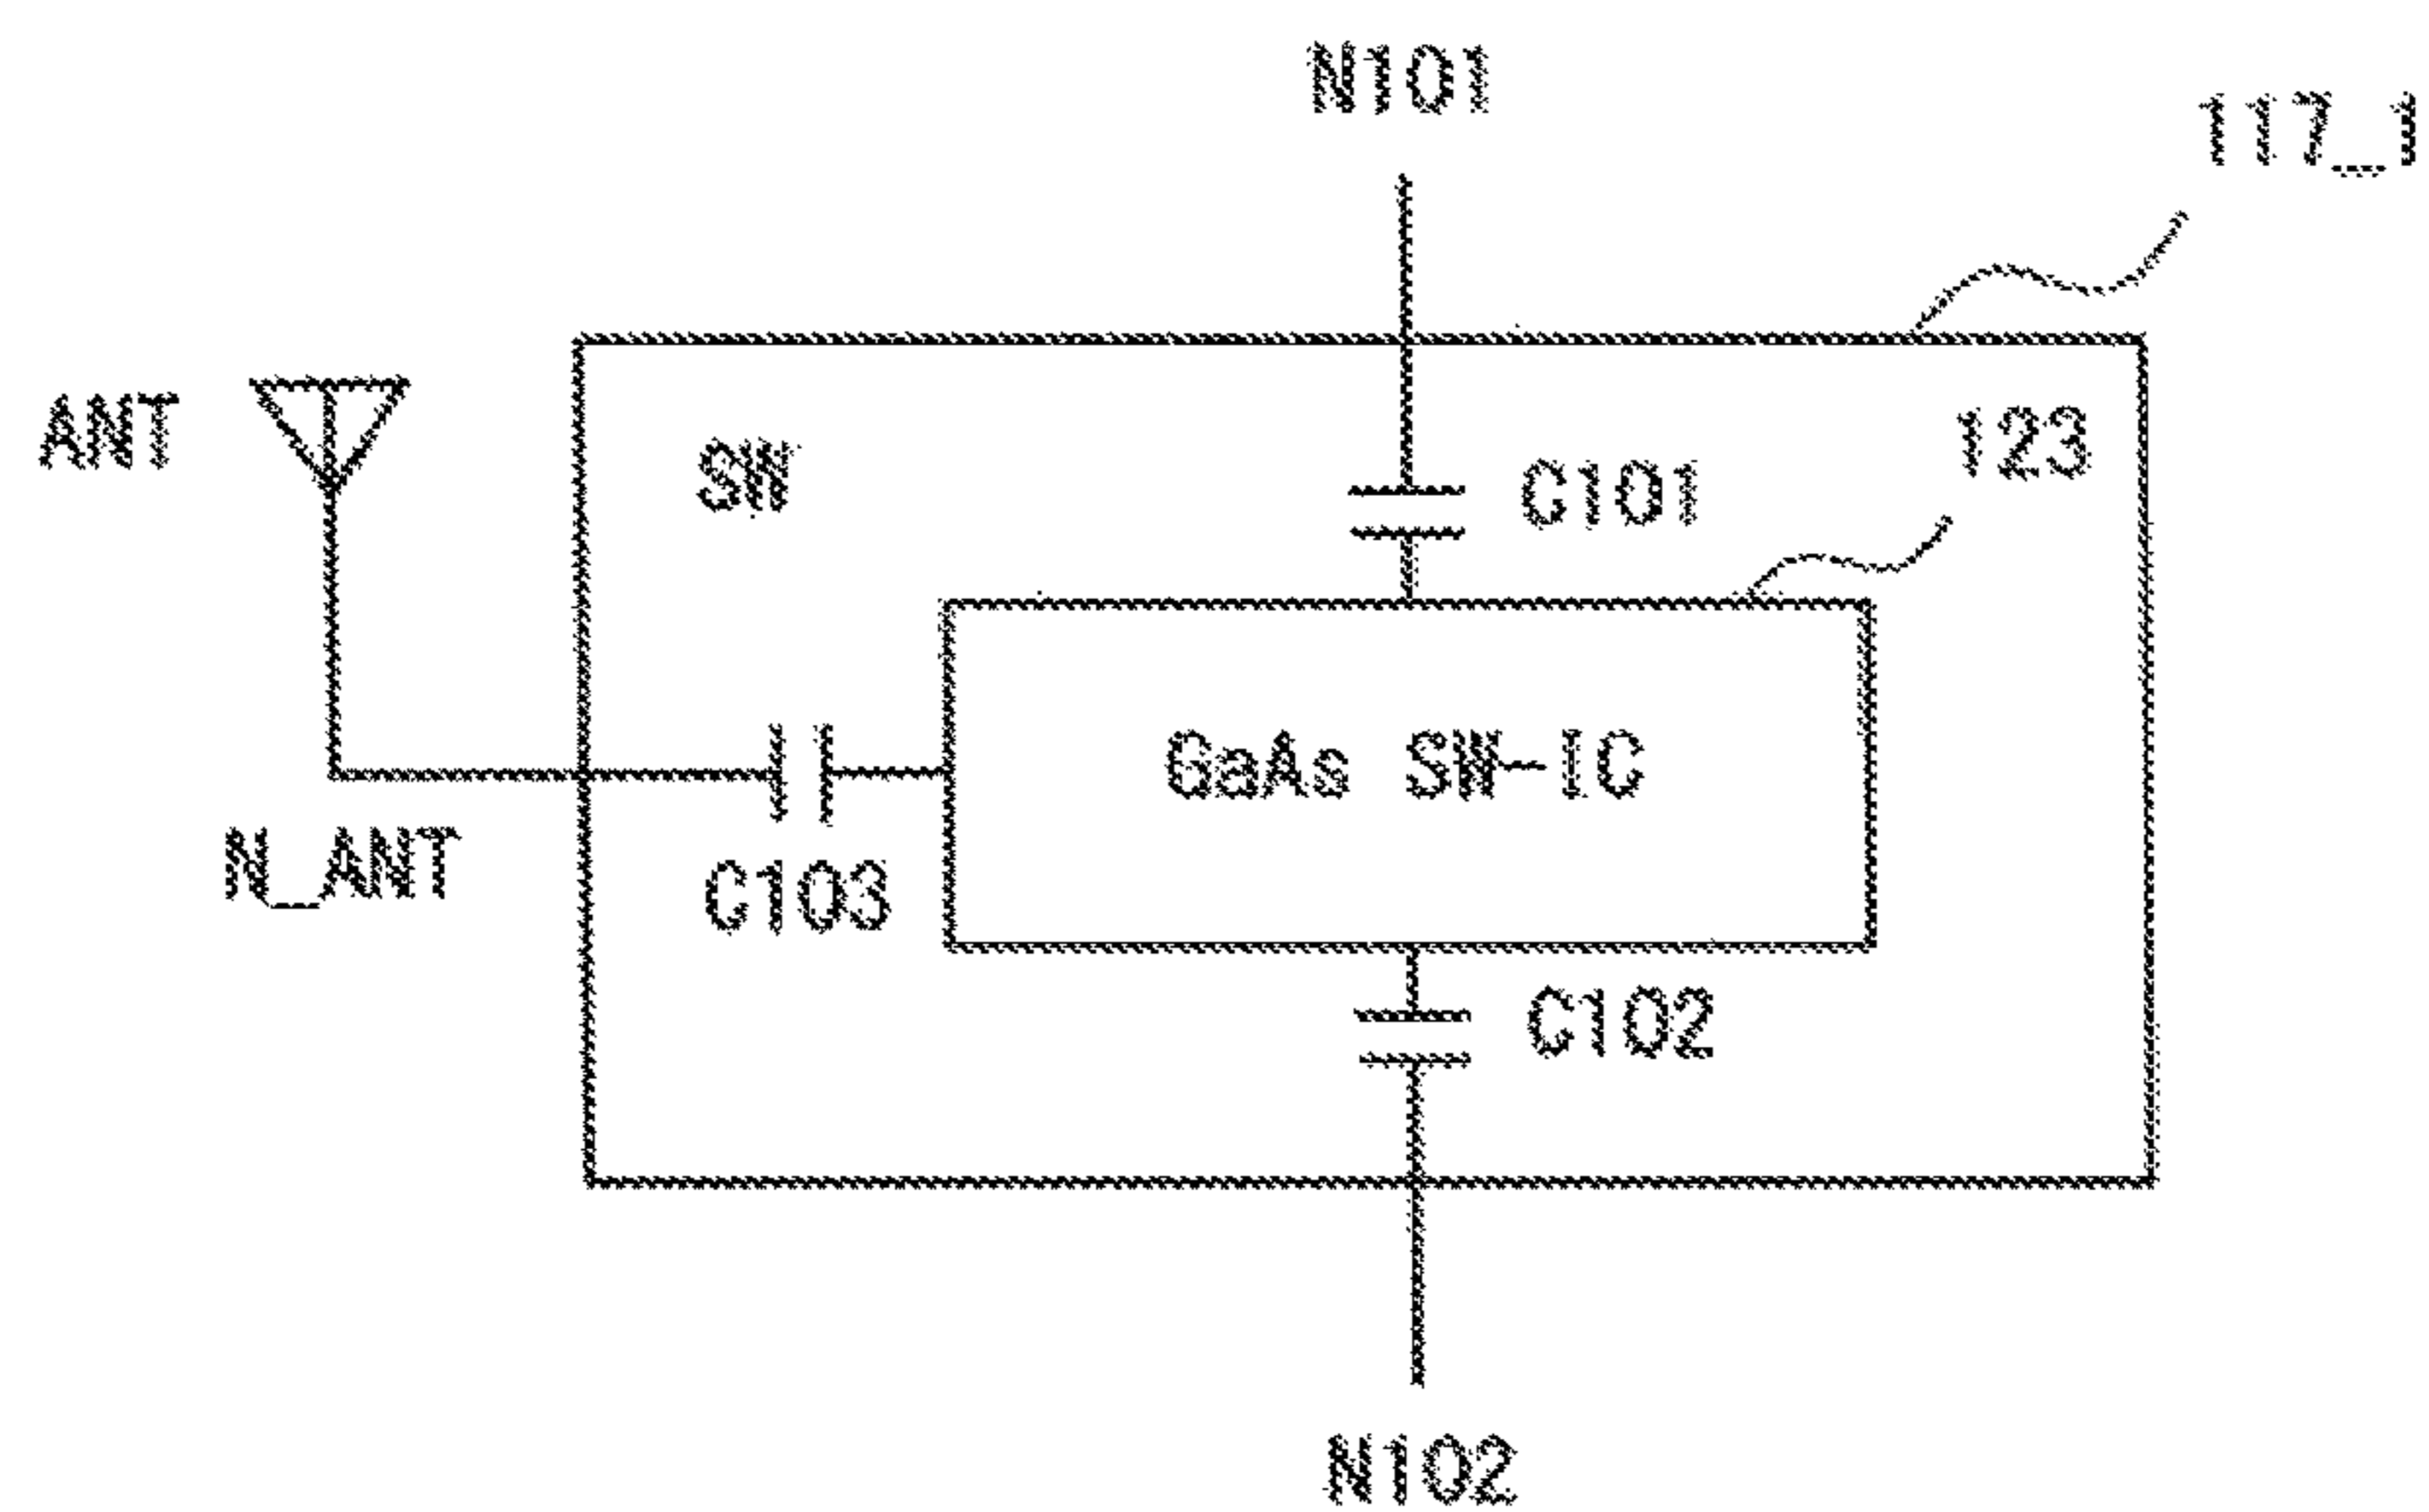 N101
117_1
ANT
SW
C101
123
GaAs SW-IC
N_ANT
C103
C102
N102